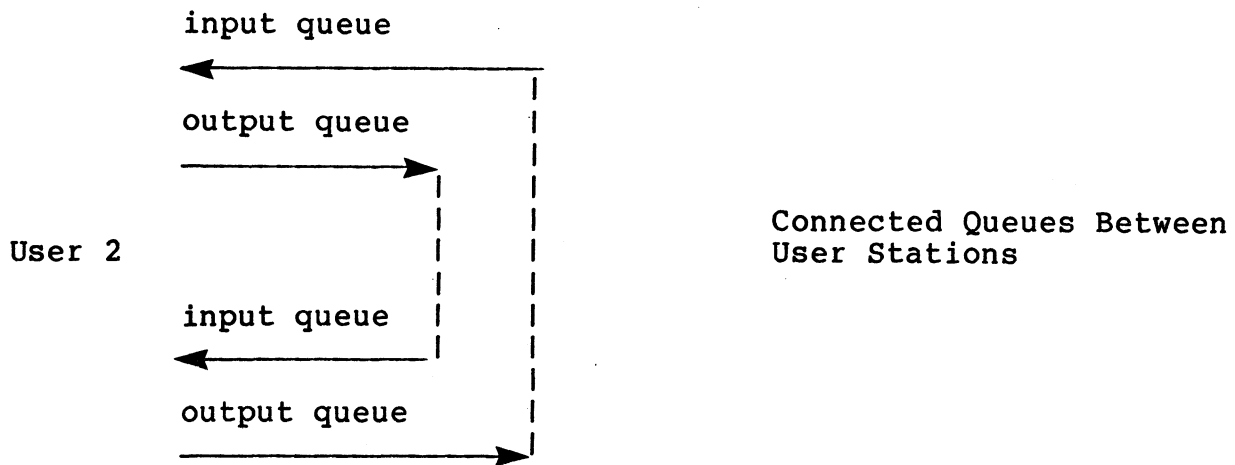 input queue
output queue
User 2
Connected Queues Between
User Stations
input queue
output queue